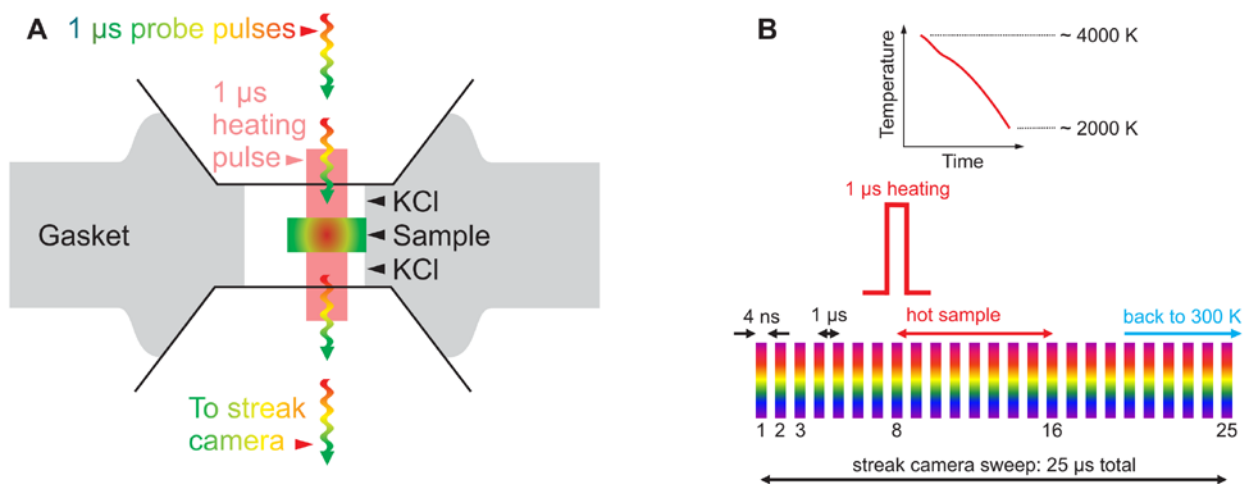 A
1 µs probe pulses
1 µs
heating
pulse
KCl
Gasket
Sample
KCl
To streak
camera
B
Temperature
~ 4000 K
~ 2000 K
Time
1 µs heating
4 ns
1 µs
hot sample
back to 300 K
1 2 3 8 16 25
streak camera sweep: 25 µs total